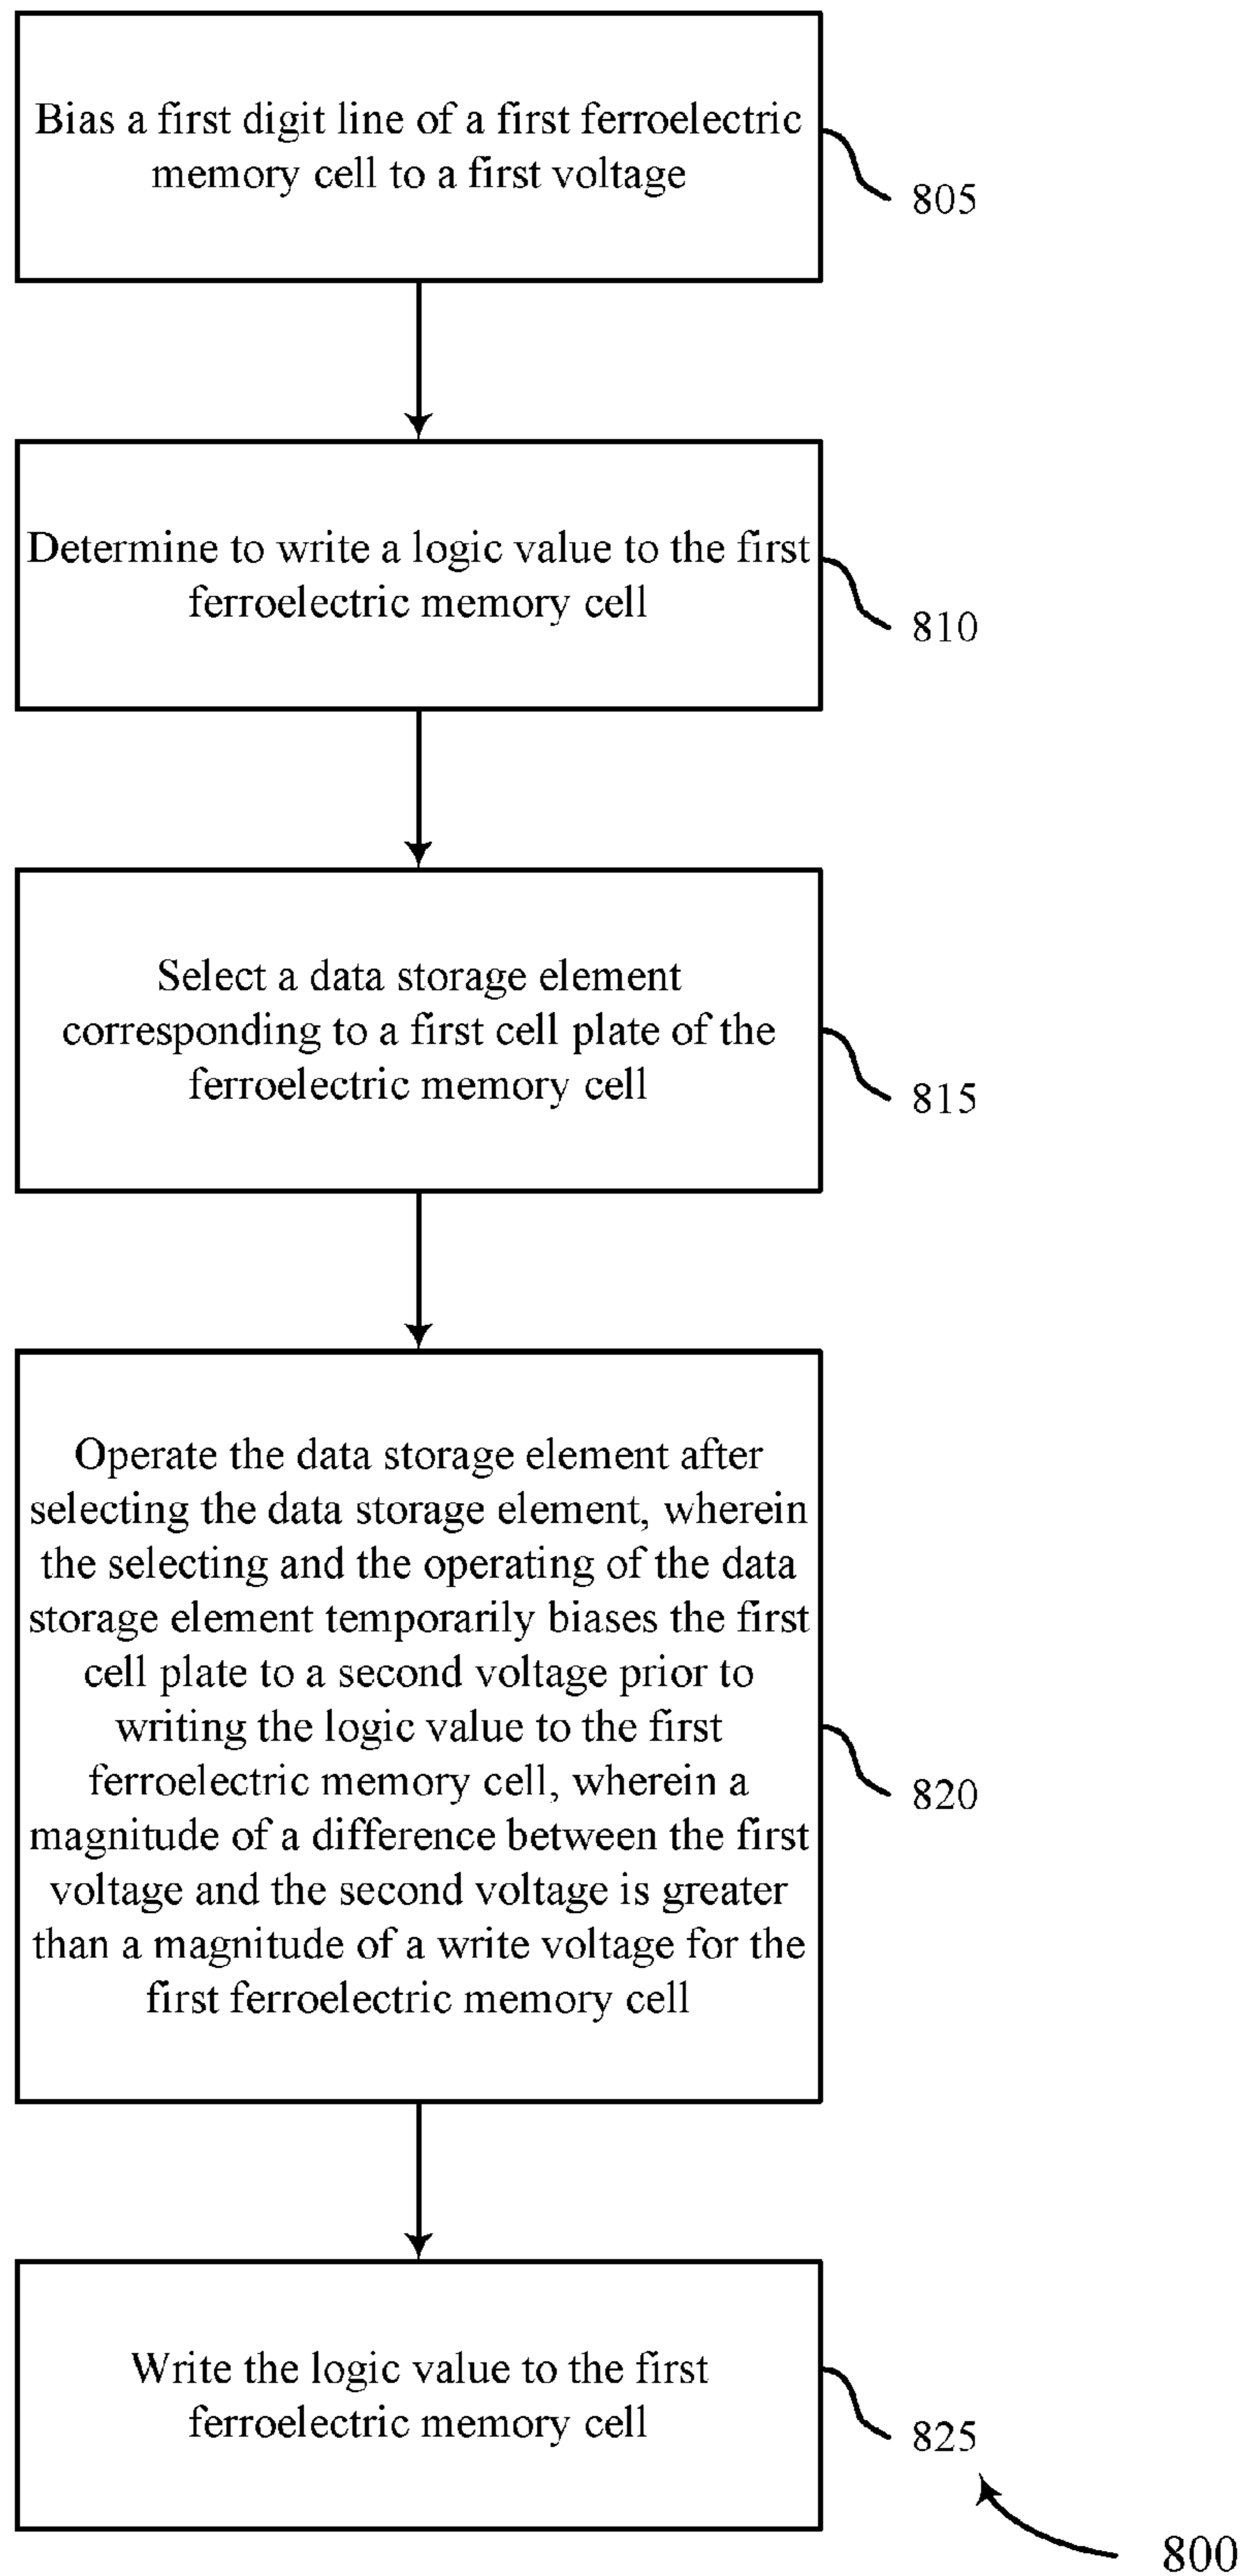 Bias a first digit line of a first ferroelectric
memory cell to a first voltage
805
Determine to write a logic value to the first
ferroelectric memory cell
810
Select a data storage element
corresponding to a first cell plate of the
ferroelectric memory cell
815
Operate the data storage element after
selecting the data storage element, wherein
the selecting and the operating of the data
storage element temporarily biases the first
cell plate to a second voltage prior to
writing the logic value to the first
ferroelectric memory cell, wherein a
magnitude of a difference between the first
voltage and the second voltage is greater
than a magnitude of a write voltage for the
first ferroelectric memory cell
820
Write the logic value to the first
ferroelectric memory cell
825
800